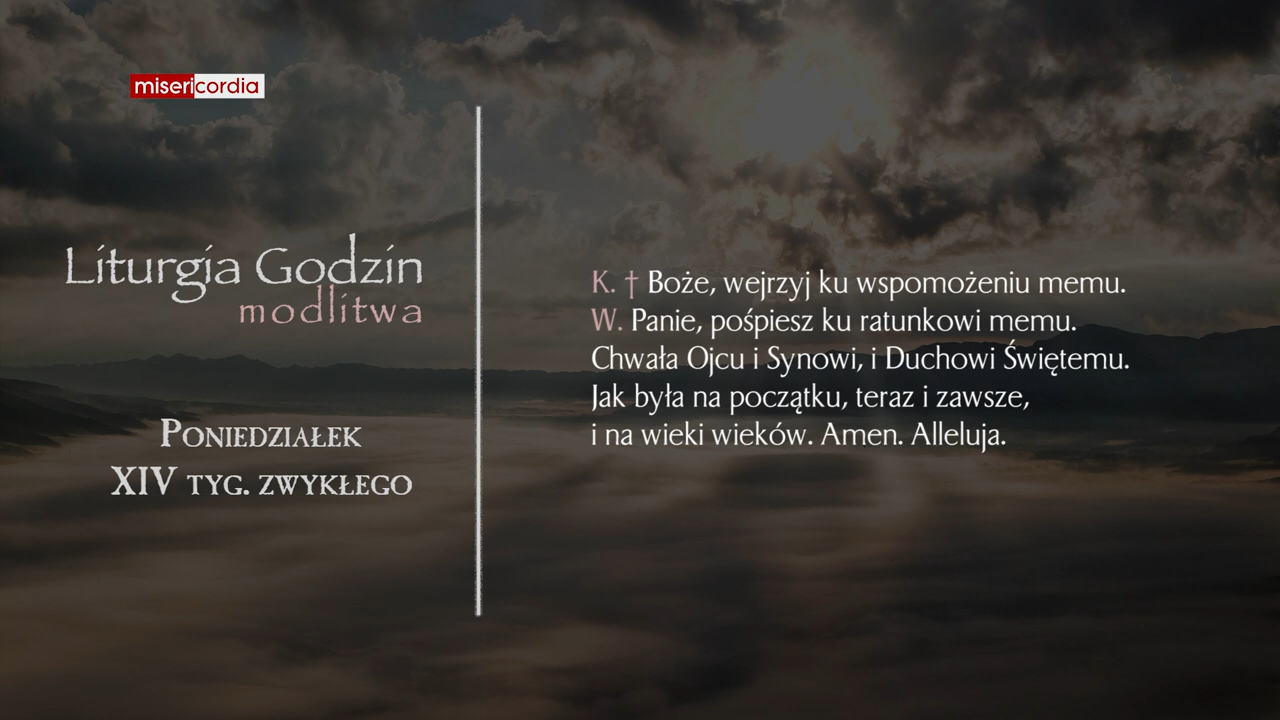 misericordia
Liturgia Godzin
modlitwa
Poniedziałek
XIV tyg. zwykłego
K. † Boże, wejrzyj ku wspomożeniu memu.
W. Panie, pośpiesz ku ratunkowi memu.
Chwała Ojcu i Synowi, i Duchowi Świętemu.
Jak była na początku, teraz i zawsze,
i na wieki wieków. Amen. Alleluja.